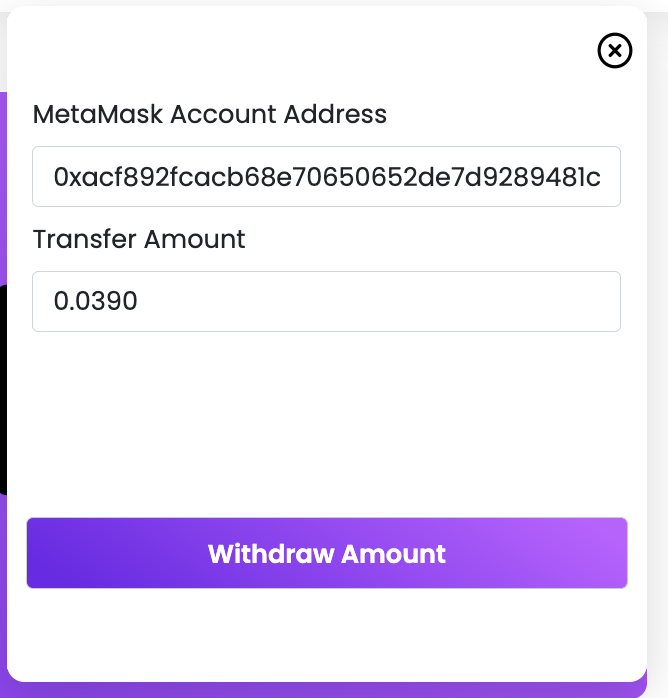 MetaMask Account Address
0xacf892fcacb68e70650652de7d9289481c
Transfer Amount
0.0390
Withdraw Amount